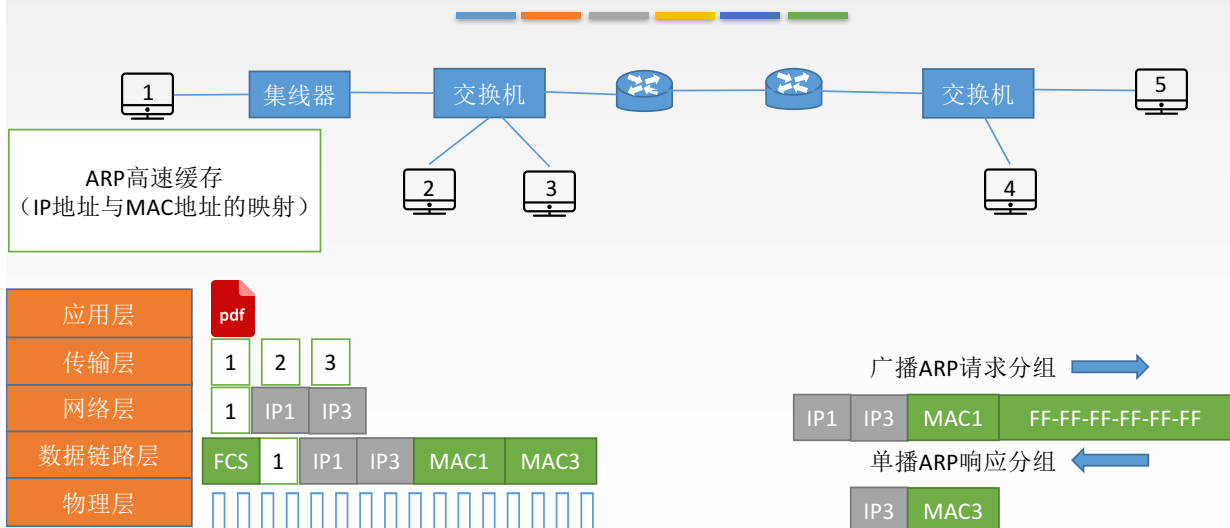 1 集线器 交换机 交换机 5
ARP高速缓存
(IP地址与MAC地址的映射)
2 3 4
应用层 pdf
传输层 1 2 3
广播ARP请求分组
网络层 1 IP1 IP3
IP1 IP3 MAC1 FF-FF-FF-FF-FF-FF
数据链路层 FCS 1 IP1 IP3 MAC1 MAC3
单播ARP响应分组
物理层
IP3 MAC3